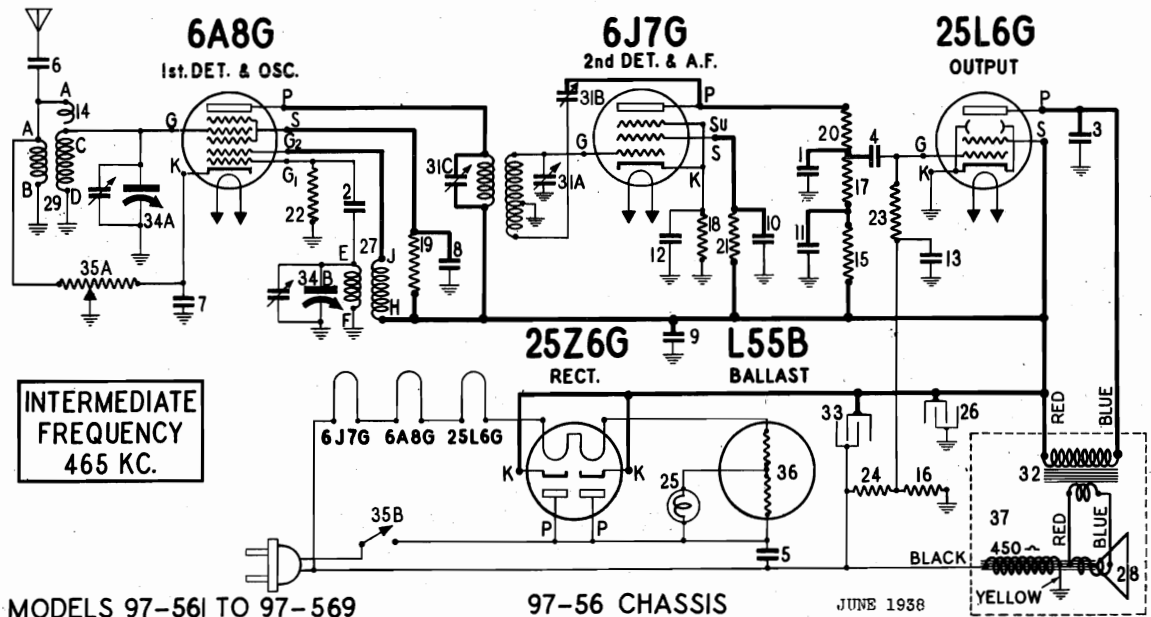 6A8G
1st. DET. & OSC.
6J7G
2nd DET. & A.F.
25L6G
OUTPUT
6
A
14
A
B
29
C
D
34A
35A
7
G
K
P
S
G2
G1
22
2
E
27
34B
F
J
H
19
8
31C
31B
31A
G
P
Su
S
K
12
18
21
10
20
1
4
17
11
15
23
13
G
K
P
S
3
9
25Z6G
RECT.
L55B
BALLAST
INTERMEDIATE
FREQUENCY
465 KC.
6J7G
6A8G
25L6G
K
K
P
P
35B
25
36
5
33
26
24
16
RED
BLUE
32
37
450
RED
BLUE
28
BLACK
YELLOW
MODELS 97-561 TO 97-569
97-56 CHASSIS
JUNE 1938